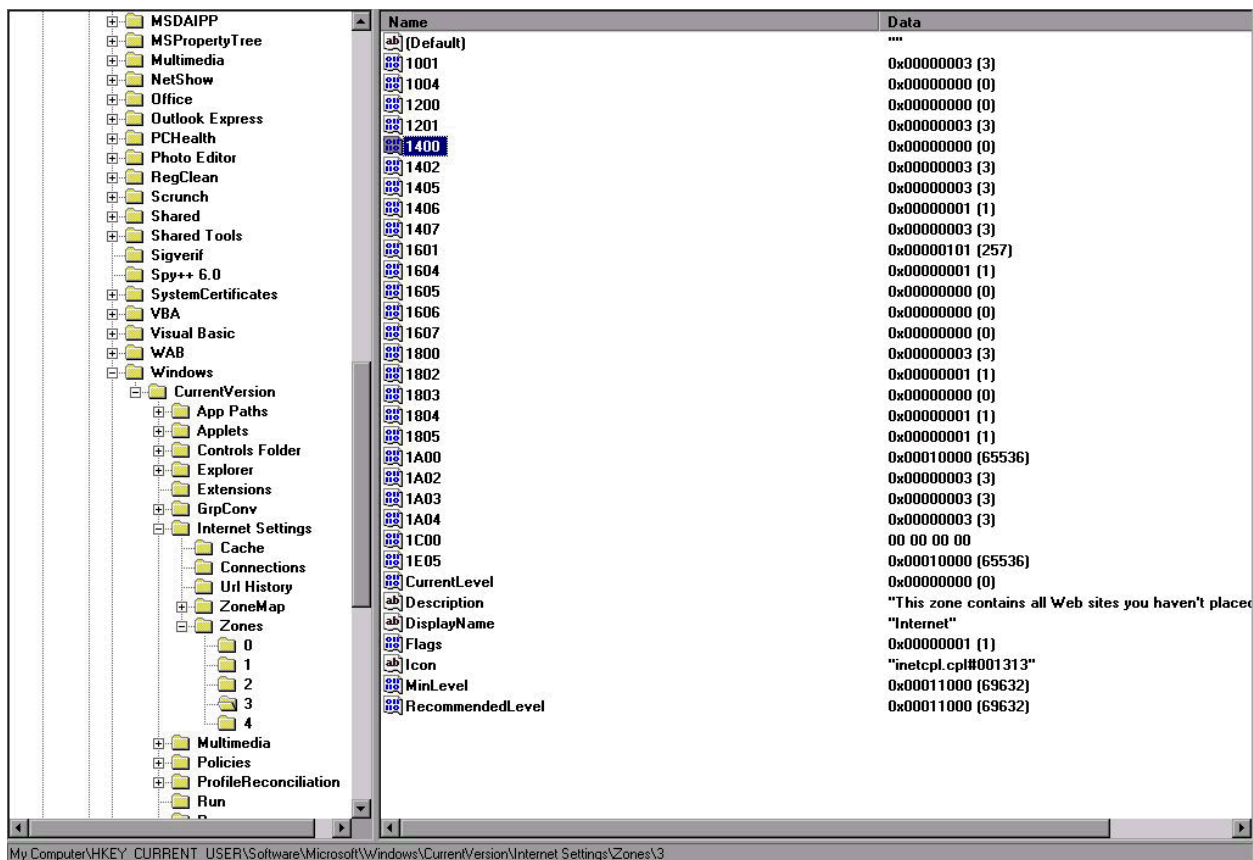 MSDAIPP
MSPropertyTree
Multimedia
NetShow
Office
Outlook Express
PCHealth
Photo Editor
RegClean
Scrunch
Shared
Shared Tools
Sigverif
Spy++ 6.0
SystemCertificates
VBA
Visual Basic
WAB
Windows
CurrentVersion
App Paths
Applets
Controls Folder
Explorer
Extensions
GrpConv
Internet Settings
Cache
Connections
Url History
ZoneMap
Zones
0
1
2
3
4
Multimedia
Policies
ProfileReconciliation
Run
Name Data
(Default) ""
1001 0x00000003 (3)
1004 0x00000000 (0)
1200 0x00000000 (0)
1201 0x00000003 (3)
1400 0x00000000 (0)
1402 0x00000003 (3)
1405 0x00000003 (3)
1406 0x00000001 (1)
1407 0x00000003 (3)
1601 0x00000101 (257)
1604 0x00000001 (1)
1605 0x00000000 (0)
1606 0x00000000 (0)
1607 0x00000000 (0)
1800 0x00000003 (3)
1802 0x00000001 (1)
1803 0x00000000 (0)
1804 0x00000001 (1)
1805 0x00000001 (1)
1A00 0x00010000 (65536)
1A02 0x00000003 (3)
1A03 0x00000003 (3)
1A04 0x00000003 (3)
1C00 00 00 00 00
1E05 0x00010000 (65536)
CurrentLevel 0x00000000 (0)
Description "This zone contains all Web sites you haven't placed
DisplayName "Internet"
Flags 0x00000001 (1)
Icon "inetcpl.cpl#001313"
MinLevel 0x00011000 (69632)
RecommendedLevel 0x00011000 (69632)
My Computer\HKEY_CURRENT_USER\Software\Microsoft\Windows\CurrentVersion\Internet Settings\Zones\3